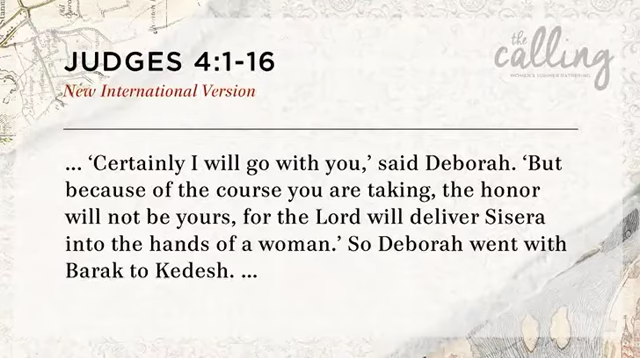 JUDGES 4:1-16
New International Version
the
calling
... ‘Certainly I will go with you,’ said Deborah. ‘But
because of the course you are taking, the honor
will not be yours, for the Lord will deliver Sisera
into the hands of a woman.’ So Deborah went with
Barak to Kedesh. ...